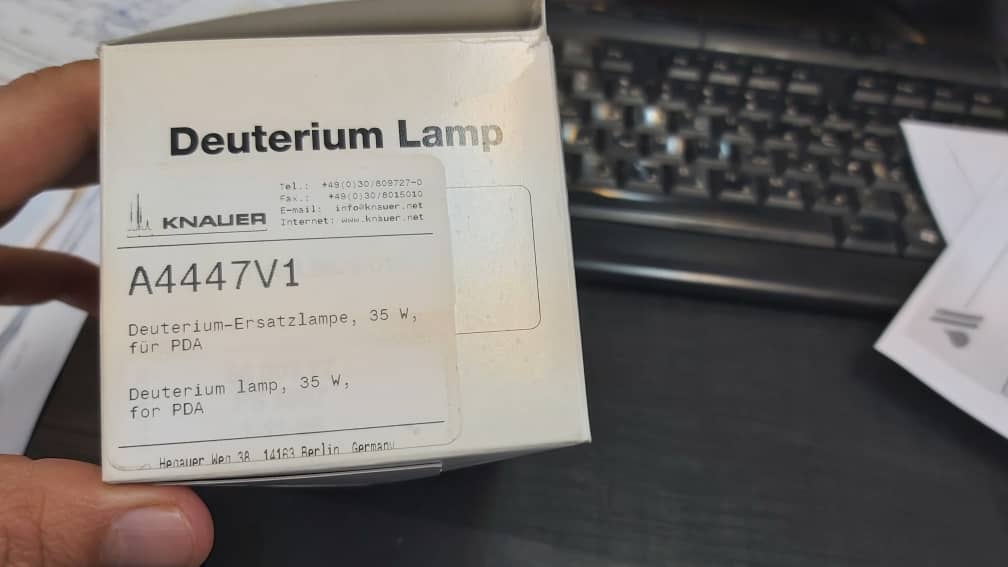 Deuterium Lamp
KNAUER
Tel.: +49(0)30/809727-0
Fax.: +49(0)30/8015010
E-mail: info@knauer.net
Internet: www.knauer.net
A4447V1
Deuterium-Ersatzlampe, 35 W,
für PDA
Deuterium lamp, 35 W,
for PDA
Weg 38, 14163 Berlin, Germany